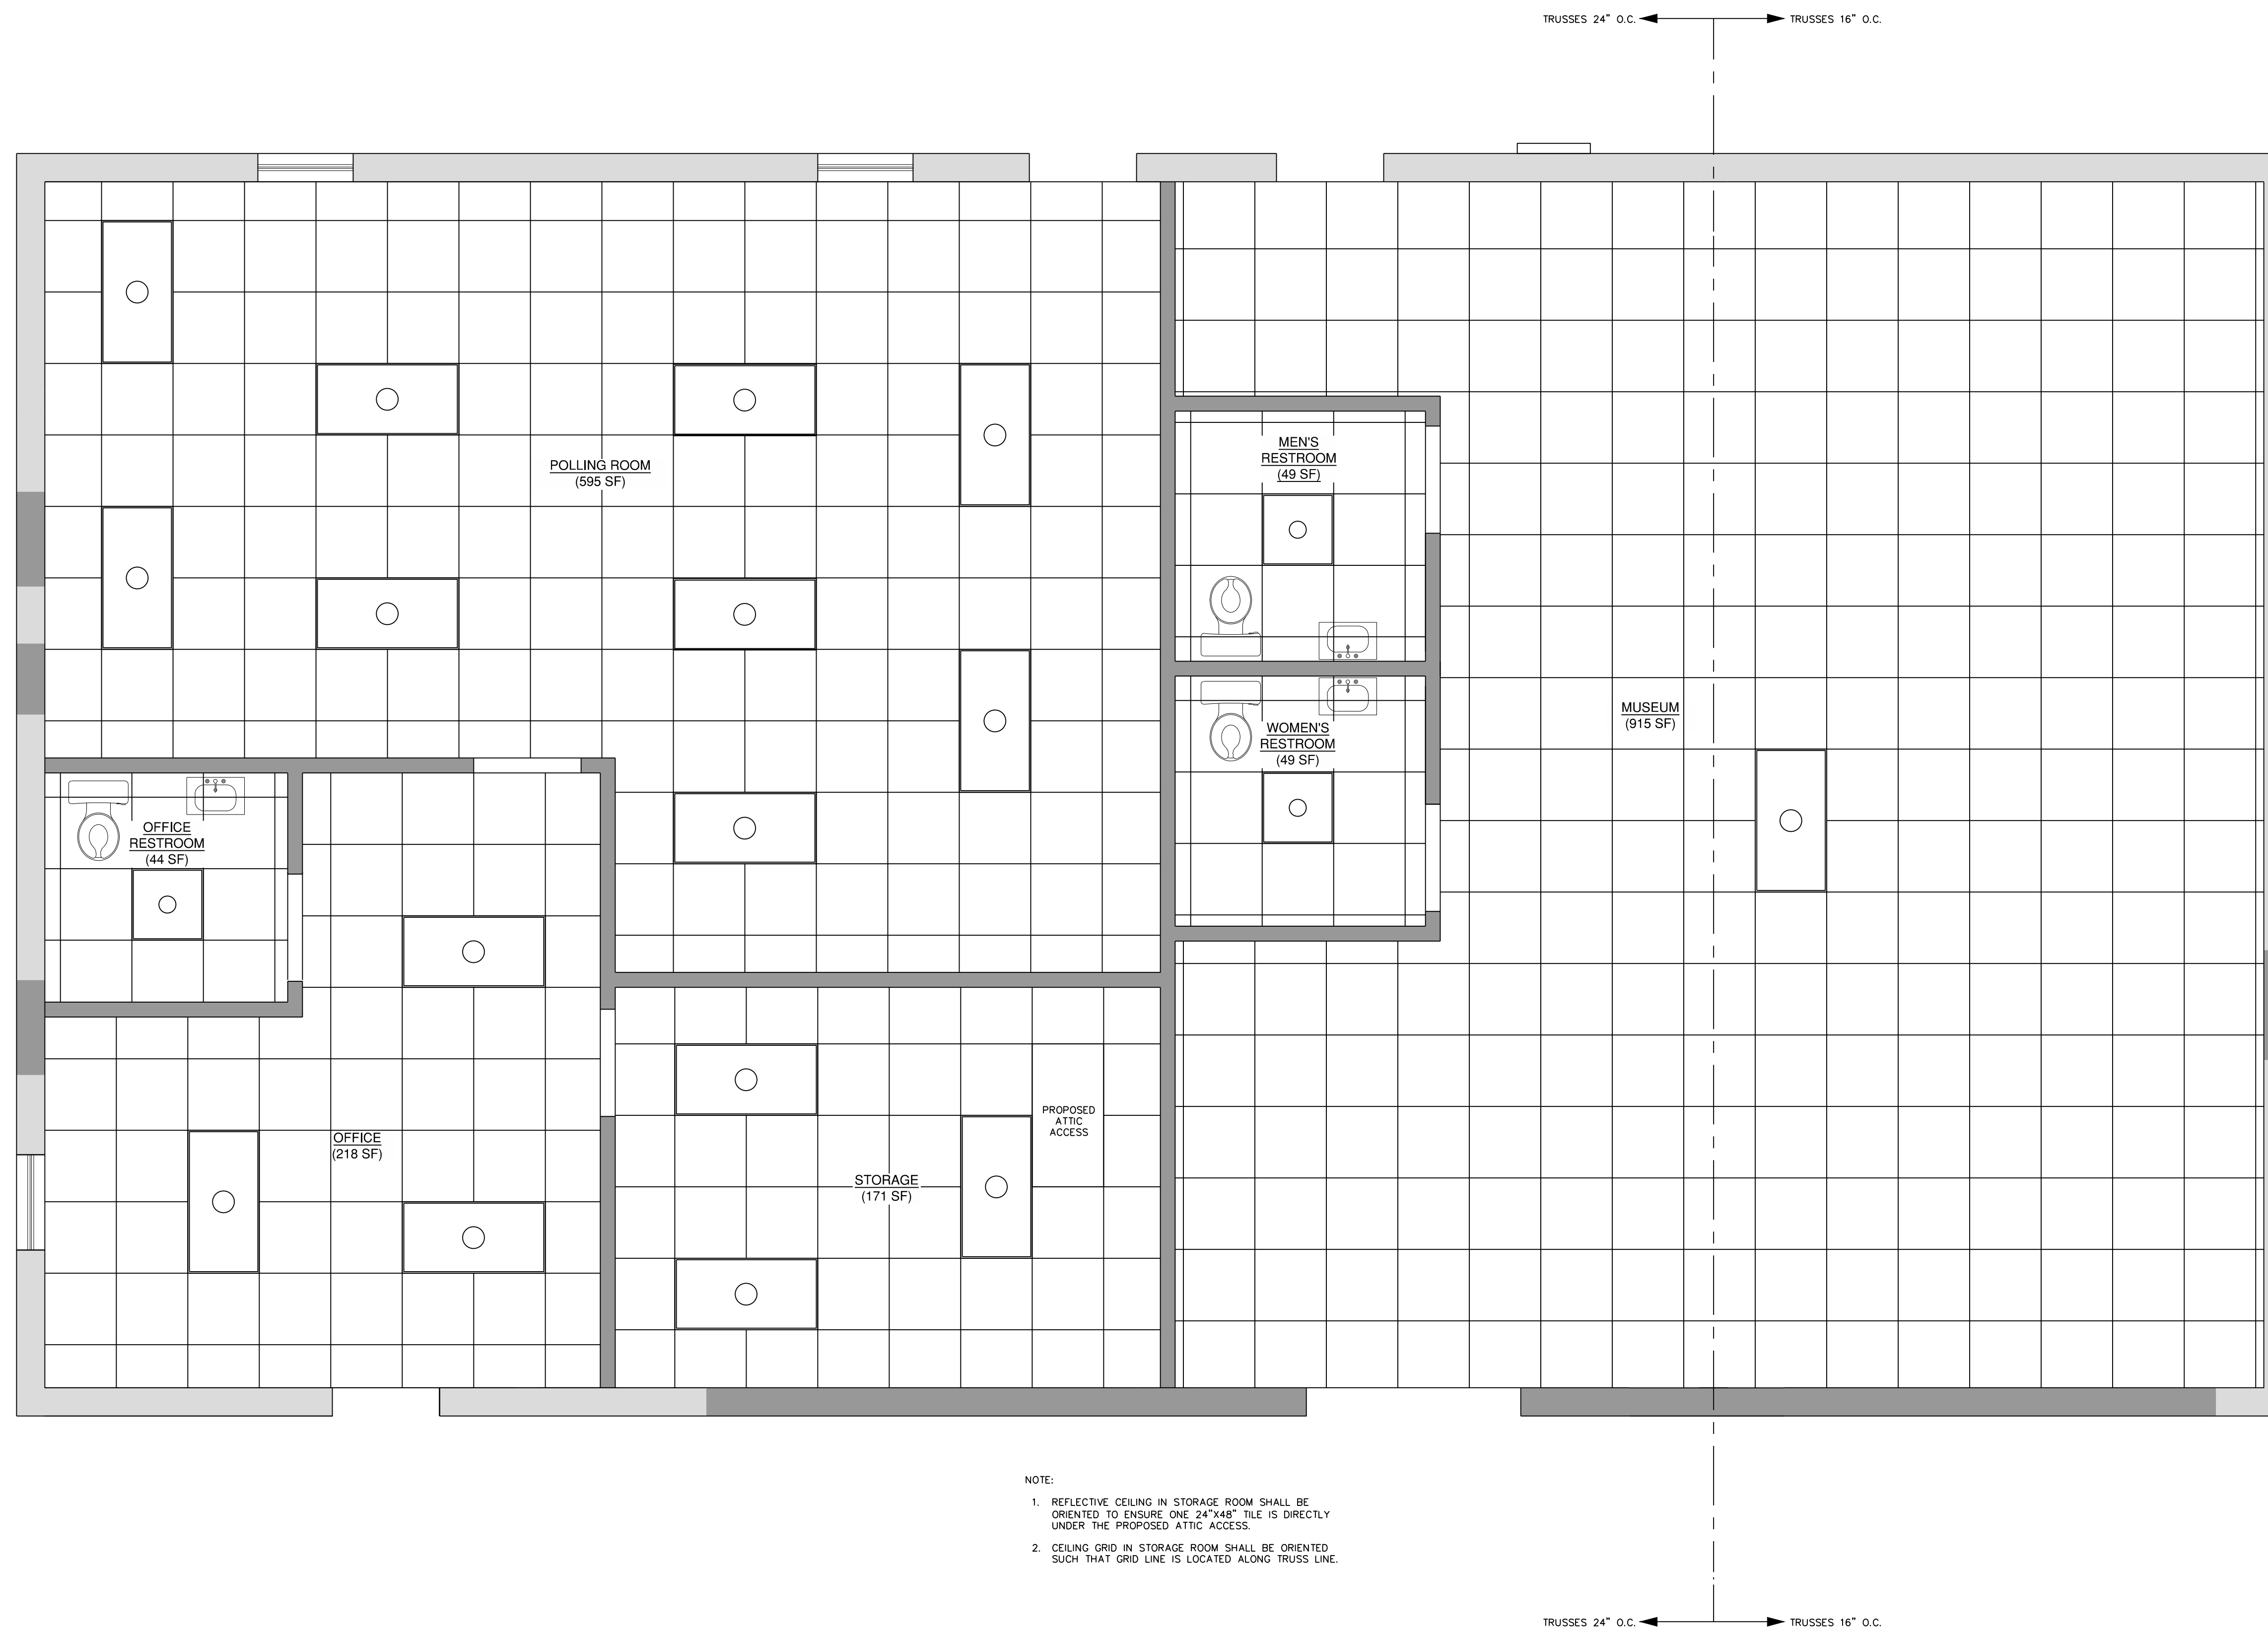 TRUSSES 24" O.C.
TRUSSES 16" O.C.
POLLING ROOM
(595 SF)
MEN'S
RESTROOM
(49 SF)
MUSEUM
(915 SF)
WOMEN'S
RESTROOM
(49 SF)
OFFICE
RESTROOM
(44 SF)
OFFICE
(218 SF)
STORAGE
(171 SF)
PROPOSED
ATTIC
ACCESS
NOTE:
1. REFLECTIVE CEILING IN STORAGE ROOM SHALL BE
ORIENTED TO ENSURE ONE 24"X48" TILE IS DIRECTLY
UNDER THE PROPOSED ATTIC ACCESS.
2. CEILING GRID IN STORAGE ROOM SHALL BE ORIENTED
SUCH THAT GRID LINE IS LOCATED ALONG TRUSS LINE.
TRUSSES 24" O.C.
TRUSSES 16" O.C.